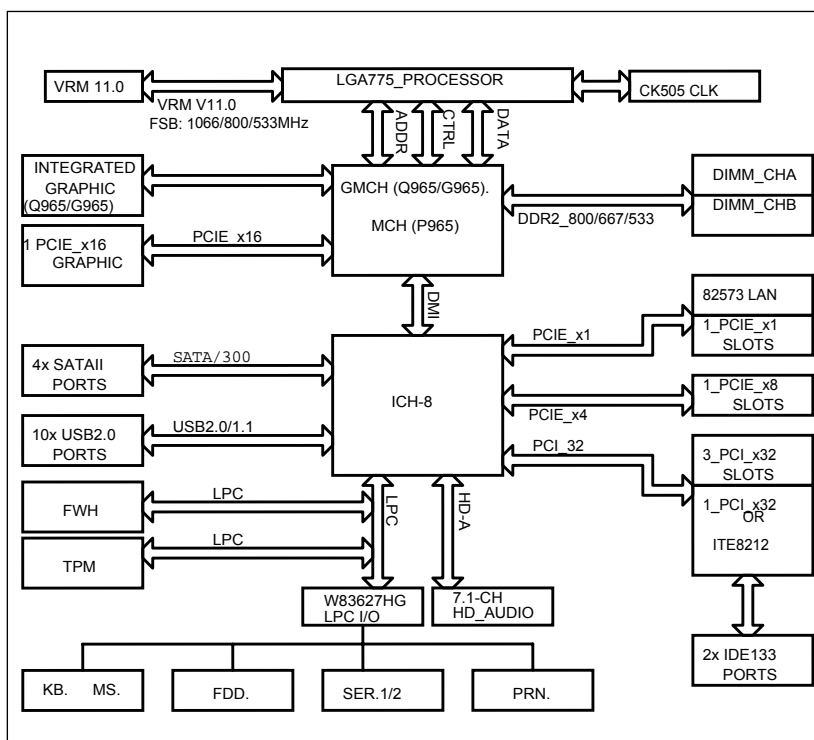 LGA775_PROCESSOR
VRM 11.0
CK505 CLK
VRM V11.0
FSB: 1066/800/533MHz
ADDR
CTRL
DATA
INTEGRATED
GRAPHIC
(Q965/G965)
GMCH (Q965/G965).
MCH (P965)
DIMM_CHA
DIMM_CHB
DDR2_800/667/533
1 PCIE_x16
GRAPHIC
PCIE_x16
DMI
82573 LAN
1_PCIE_x1
SLOTS
PCIE_x1
4x SATAII
PORTS
SATA/300
ICH-8
1_PCIE_x8
SLOTS
PCIE_x4
10x USB2.0
PORTS
USB2.0/1.1
PCI_32
3_PCI_x32
SLOTS
1_PCI_x32
OR
ITE8212
FWH
LPC
TPM
LPC
LPC
HD-A
W83627HG
LPC I/O
7.1-CH
HD_AUDIO
2x IDE133
PORTS
KB. MS.
FDD.
SER.1/2
PRN.